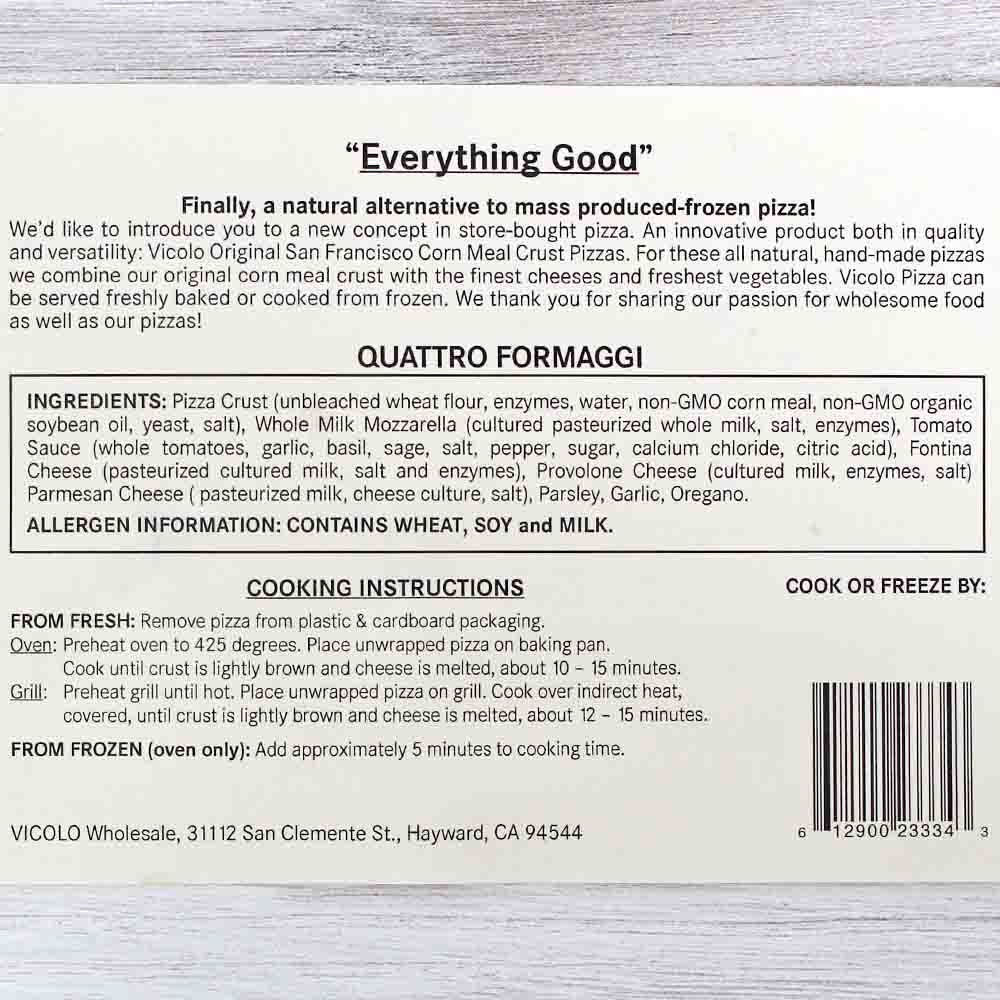 “Everything Good”
Finally, a natural alternative to mass produced-frozen pizza!
We’d like to introduce you to a new concept in store-bought pizza. An innovative product both in quality
and versatility: Vicolo Original San Francisco Corn Meal Crust Pizzas. For these all natural, hand-made pizzas
we combine our original corn meal crust with the finest cheeses and freshest vegetables. Vicolo Pizza can
be served freshly baked or cooked from frozen. We thank you for sharing our passion for wholesome food
as well as our pizzas!
QUATTRO FORMAGGI
INGREDIENTS: Pizza Crust (unbleached wheat flour, enzymes, water, non-GMO corn meal, non-GMO organic
soybean oil, yeast, salt), Whole Milk Mozzarella (cultured pasteurized whole milk, salt, enzymes), Tomato
Sauce (whole tomatoes, garlic, basil, sage, salt, pepper, sugar, calcium chloride, citric acid), Fontina
Cheese (pasteurized cultured milk, salt and enzymes), Provolone Cheese (cultured milk, enzymes, salt)
Parmesan Cheese ( pasteurized milk, cheese culture, salt), Parsley, Garlic, Oregano.
ALLERGEN INFORMATION: CONTAINS WHEAT, SOY and MILK.
COOKING INSTRUCTIONS
COOK OR FREEZE BY:
FROM FRESH: Remove pizza from plastic & cardboard packaging.
Oven: Preheat oven to 425 degrees. Place unwrapped pizza on baking pan.
Cook until crust is lightly brown and cheese is melted, about 10 – 15 minutes.
Grill: Preheat grill until hot. Place unwrapped pizza on grill. Cook over indirect heat,
covered, until crust is lightly brown and cheese is melted, about 12 – 15 minutes.
FROM FROZEN (oven only): Add approximately 5 minutes to cooking time.
VICOLO Wholesale, 31112 San Clemente St., Hayward, CA 94544
6 12900 23334 3